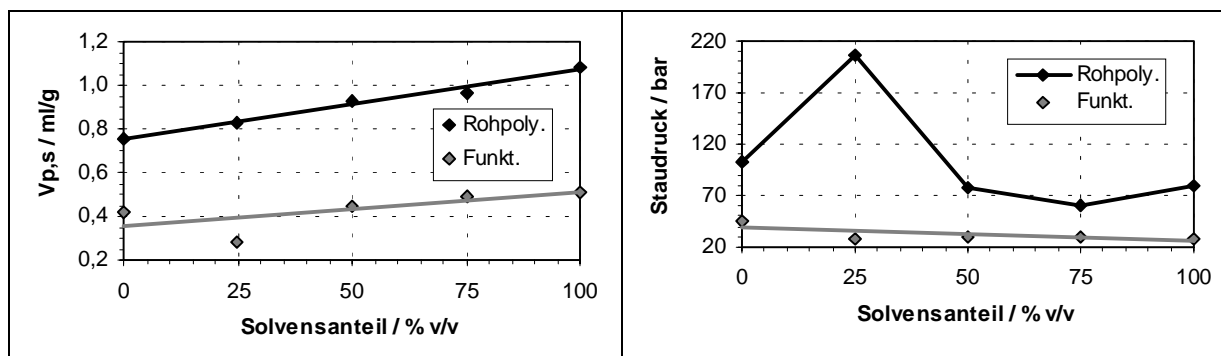 Vp,s / ml/g
1,2
1,0
0,8
0,6
0,4
0,2
Rohpoly.
Funkt.
0 25 50 75 100
Solvensanteil / % v/v
Staudruck / bar
220
170
120
70
20
Rohpoly.
Funkt.
0 25 50 75 100
Solvensanteil / % v/v